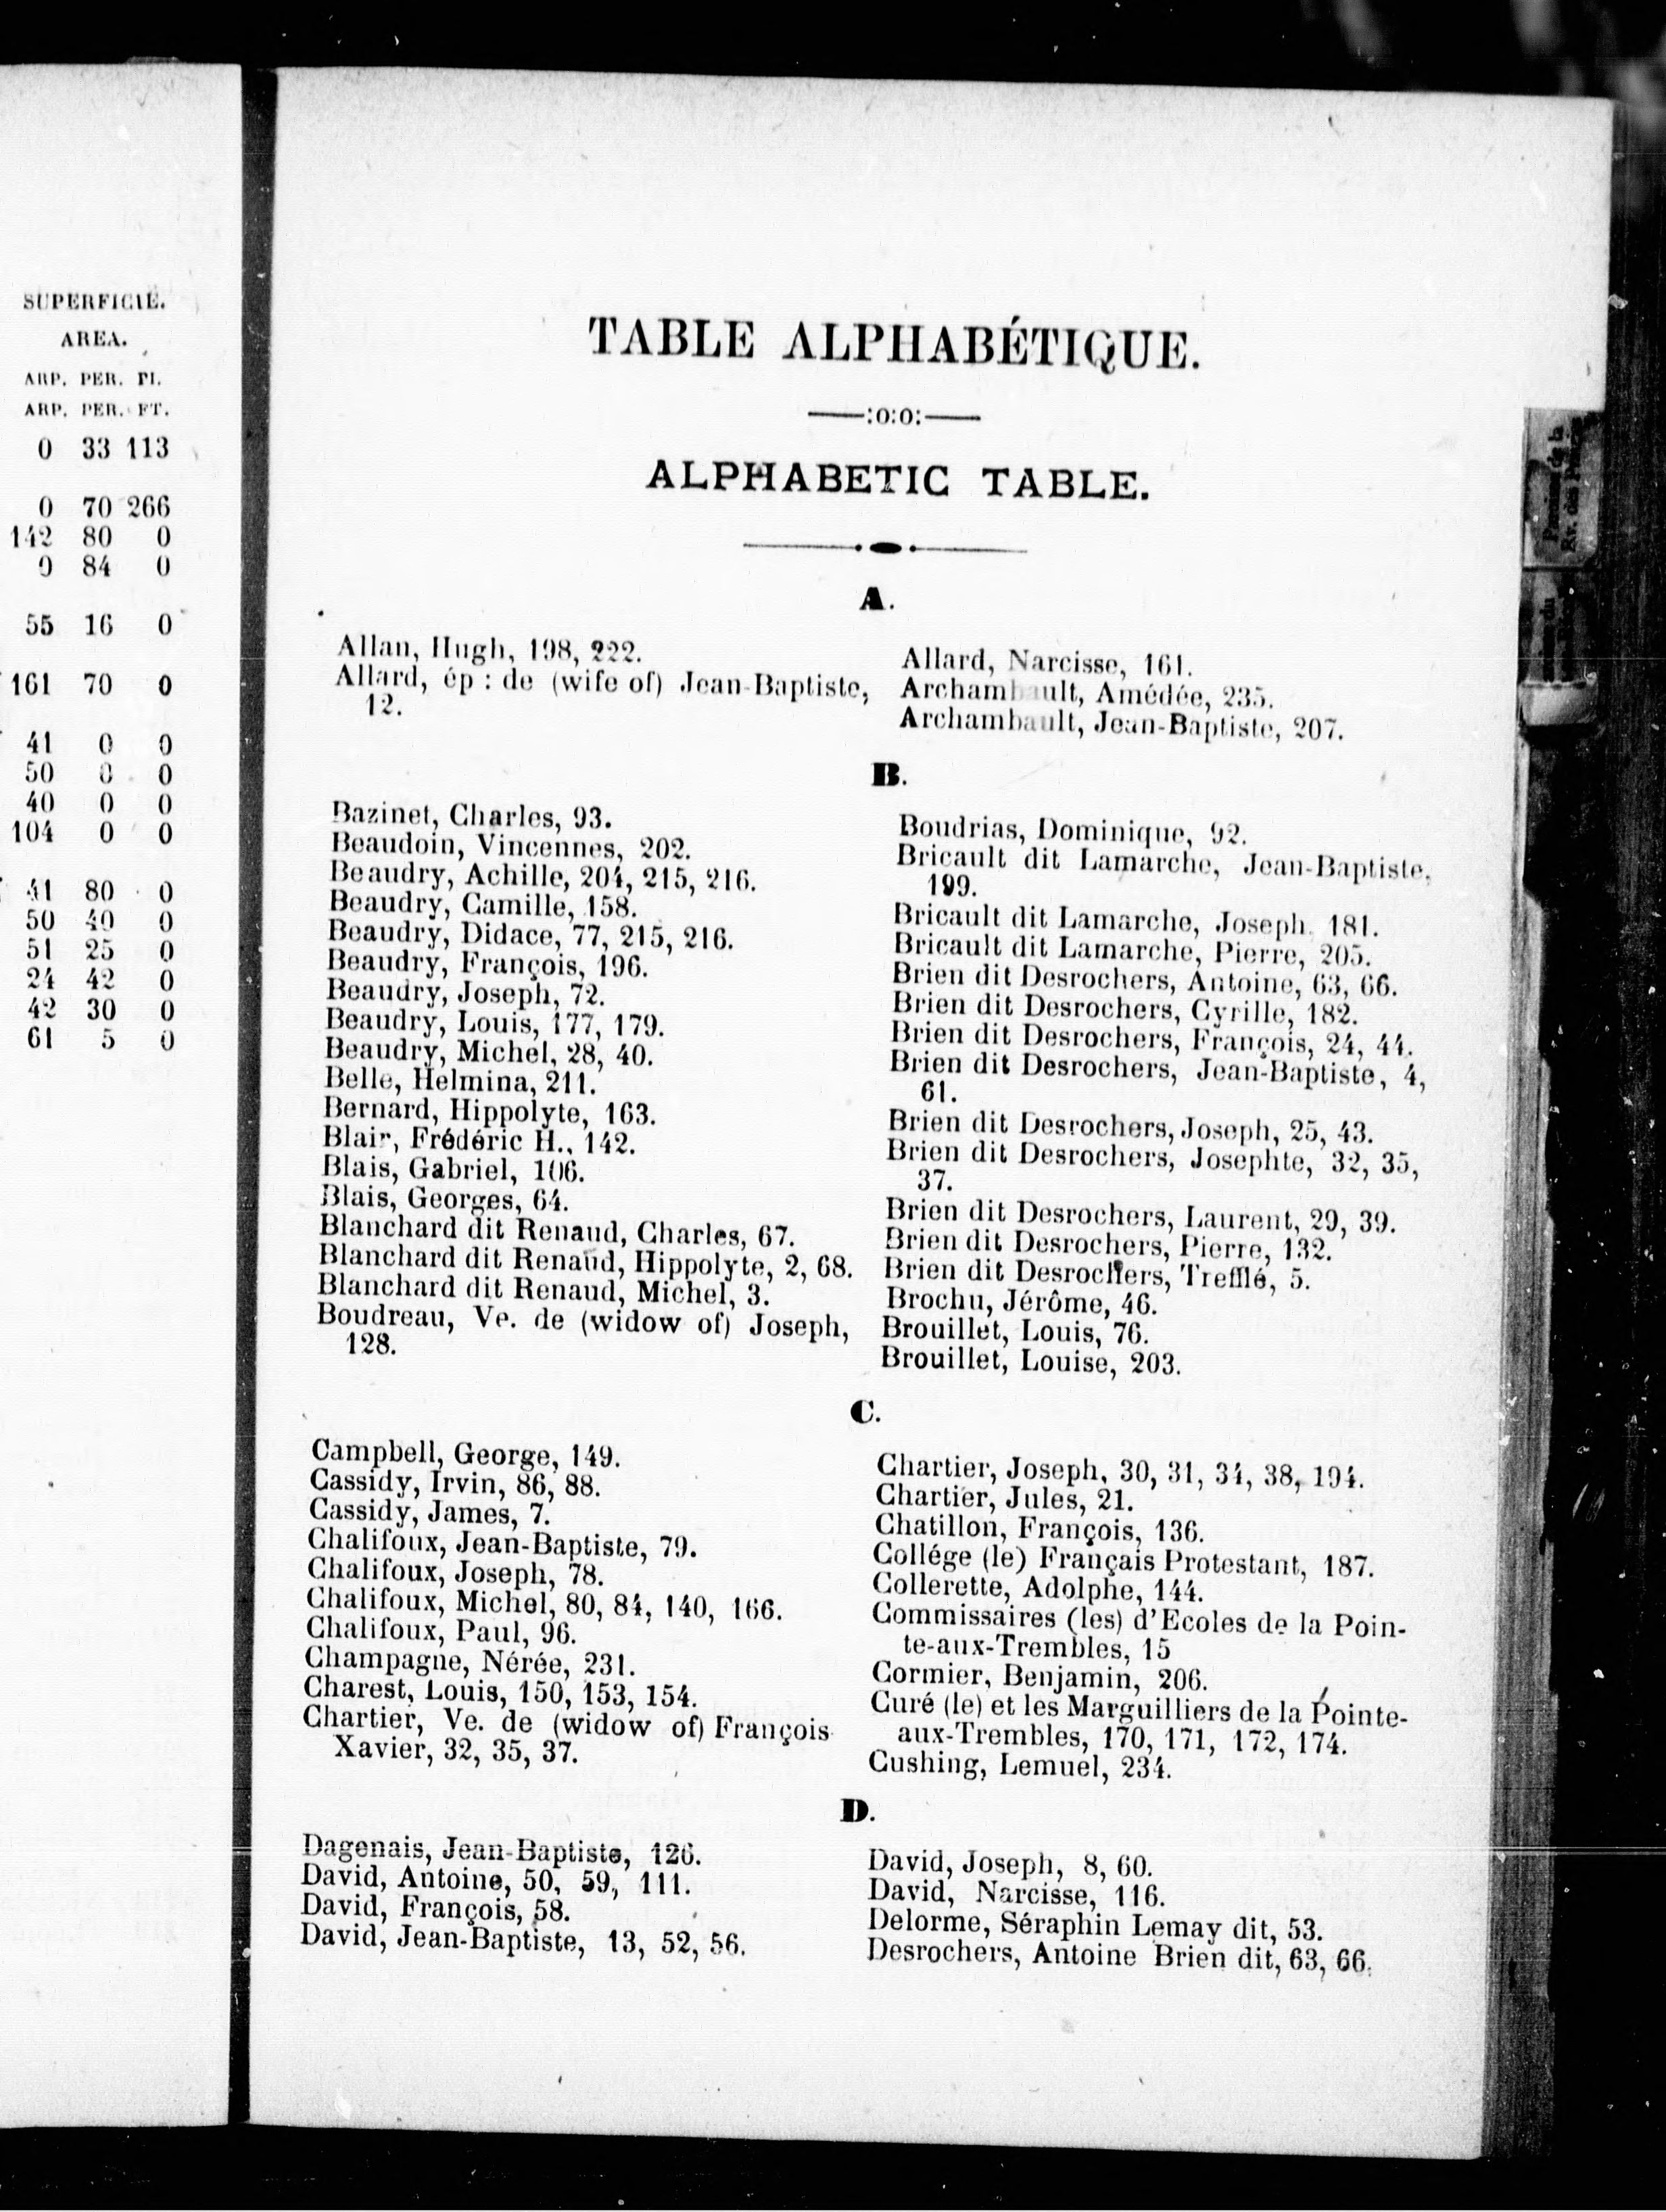 SUPERFICIE.
AREA.
ARP. PER. PI.
ARP. PER. FT.
0 33 113
0 70 266
142 80 0
0 84 0
55 16 0
161 70 0
41 0 0
50 0 0
40 0 0
104 0 0
41 80 0
50 40 0
51 25 0
24 42 0
42 30 0
61 5 0
TABLE ALPHABÉTIQUE.
——:o:o:——
ALPHABETIC TABLE.
A.
Allan, Hugh, 198, 222.
Allard, ép : de (wife of) Jean-Baptiste,
12.
Allard, Narcisse, 161.
Archambault, Amédée, 235.
Archambault, Jean-Baptiste, 207.
B.
Bazinet, Charles, 93.
Beaudoin, Vincennes, 202.
Beaudry, Achille, 204, 215, 216.
Beaudry, Camille, 158.
Beaudry, Didace, 77, 215, 216.
Beaudry, François, 196.
Beaudry, Joseph, 72.
Beaudry, Louis, 177, 179.
Beaudry, Michel, 28, 40.
Belle, Helmina, 211.
Bernard, Hippolyte, 163.
Blair, Frédéric H., 142.
Blais, Gabriel, 106.
Blais, Georges, 64.
Blanchard dit Renaud, Charles, 67.
Blanchard dit Renaud, Hippolyte, 2, 68.
Blanchard dit Renaud, Michel, 3.
Boudreau, Ve. de (widow of) Joseph,
128.
Boudrias, Dominique, 92.
Bricault dit Lamarche, Jean-Baptiste,
199.
Bricault dit Lamarche, Joseph, 181.
Bricault dit Lamarche, Pierre, 205.
Brien dit Desrochers, Antoine, 63, 66.
Brien dit Desrochers, Cyrille, 182.
Brien dit Desrochers, François, 24, 44.
Brien dit Desrochers, Jean-Baptiste, 4,
61.
Brien dit Desrochers, Joseph, 25, 43.
Brien dit Desrochers, Josephte, 32, 35,
37.
Brien dit Desrochers, Laurent, 29, 39.
Brien dit Desrochers, Pierre, 132.
Brien dit Desrochers, Trefflé, 5.
Brochu, Jérôme, 46.
Brouillet, Louis, 76.
Brouillet, Louise, 203.
C.
Campbell, George, 149.
Cassidy, Irvin, 86, 88.
Cassidy, James, 7.
Chalifoux, Jean-Baptiste, 79.
Chalifoux, Joseph, 78.
Chalifoux, Michel, 80, 84, 140, 166.
Chalifoux, Paul, 96.
Champagne, Nérée, 231.
Charest, Louis, 150, 153, 154.
Chartier, Ve. de (widow of) François
Xavier, 32, 35, 37.
Chartier, Joseph, 30, 31, 34, 38, 194.
Chartier, Jules, 21.
Chatillon, François, 136.
Collége (le) Français Protestant, 187.
Collerette, Adolphe, 144.
Commissaires (les) d'Ecoles de la Poin-
te-aux-Trembles, 15
Cormier, Benjamin, 206.
Curé (le) et les Marguilliers de la Pointe-
aux-Trembles, 170, 171, 172, 174.
Cushing, Lemuel, 234.
D.
Dagenais, Jean-Baptiste, 126.
David, Antoine, 50, 59, 111.
David, François, 58.
David, Jean-Baptiste, 13, 52, 56.
David, Joseph, 8, 60.
David, Narcisse, 116.
Delorme, Séraphin Lemay dit, 53.
Desrochers, Antoine Brien dit, 63, 66.